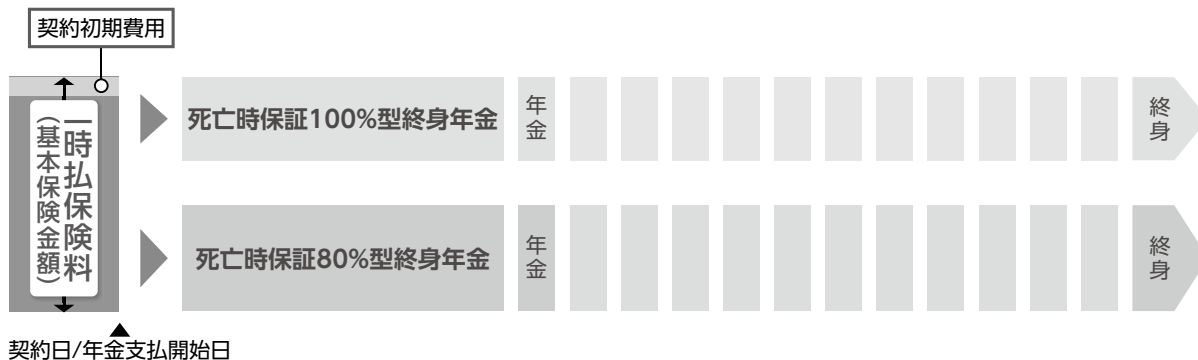 契約初期費用
一時払保険料
（基本保険金額）
死亡時保証100%型終身年金
年金
終身
死亡時保証80%型終身年金
年金
終身
契約日/年金支払開始日